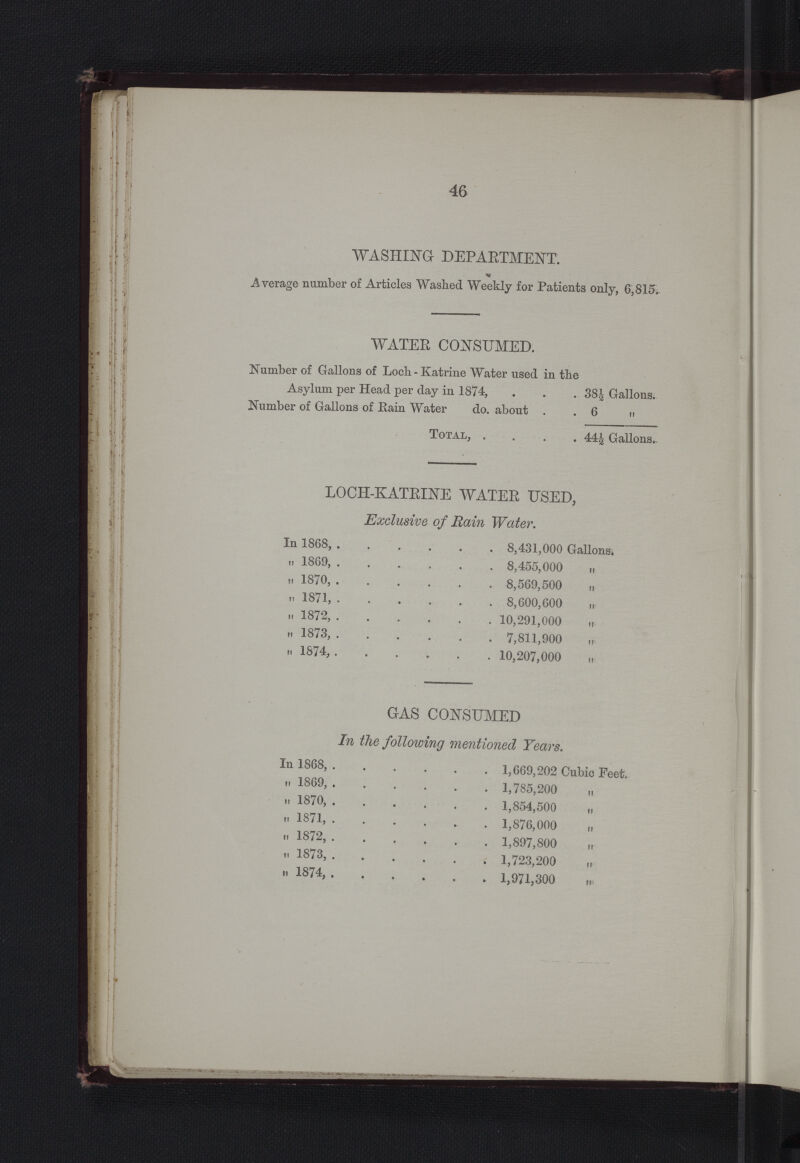 46
WASHING DEPARTMENT.
Average number of Articles Washed Weekly for Patients only, 6,815.
WATER CONSUMED.
Number of Gallons of Loch-Katrine Water used in the
Asylum per Head per day in 1874, . . . 38½ Gallons.
Number of Gallons of Rain Water do. about . . 6 "
TOTAL, . . . . 44½ Gallons.
LOCH-KATRINE WATER USED,
Exclusive of Rain Water.
In 1868, . . . . . . 8,431,000 Gallons.
" 1869, . . . . . . 8,455,000 "
" 1870, . . . . . . 8,569,500 "
" 1871, . . . . . . 8,600,600 "
" 1872, . . . . . . 10,291,000 "
" 1873, . . . . . . 7,811,900 "
" 1874, . . . . . . 10,207,000 "
GAS CONSUMED
In the following mentioned Years.
In 1868, . . . . . . 1,669,202 Cubic Feet.
" 1869, . . . . . . 1,785,200 "
" 1870, . . . . . . 1,854,500 "
" 1871, . . . . . . 1,876,000 "
" 1872, . . . . . . 1,897,800 "
" 1873, . . . . . . 1,723,200 "
" 1874, . . . . . . 1,971,300 "